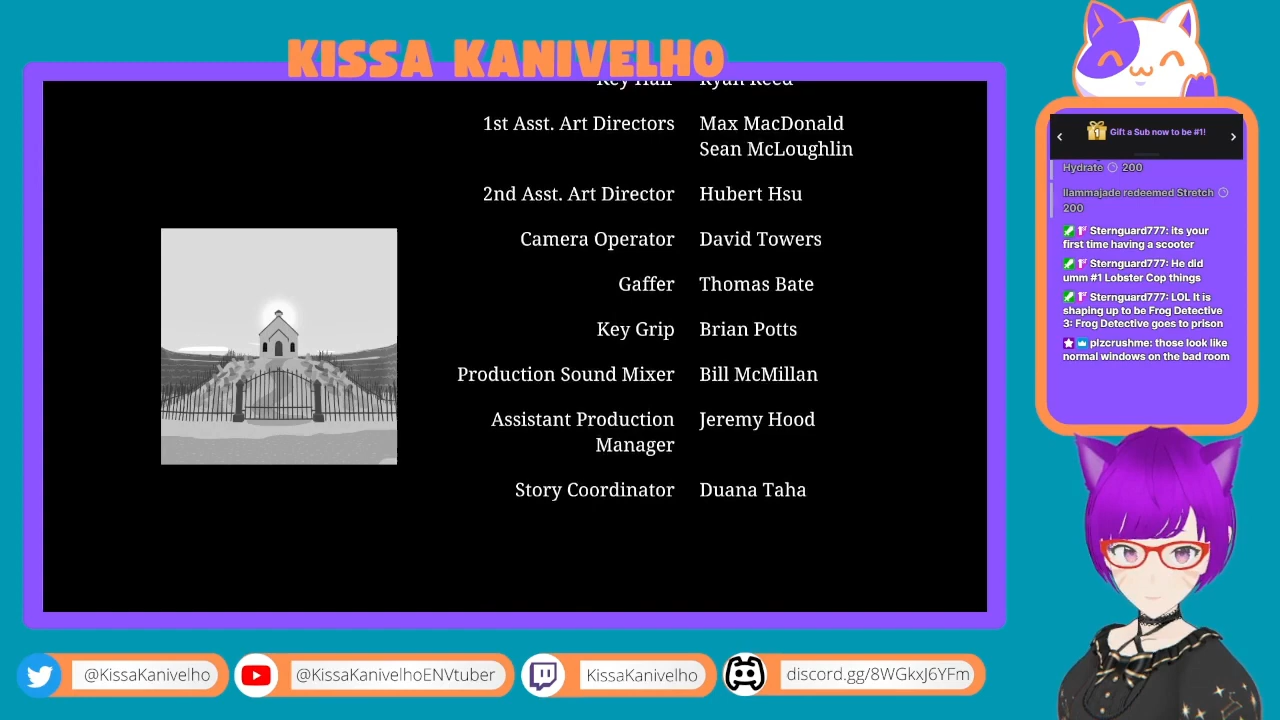 KISSA KANIVELHO
Key Hair Ryan Reed
1st Asst. Art Directors Max MacDonald
Sean McLoughlin
2nd Asst. Art Director Hubert Hsu
Camera Operator David Towers
Gaffer Thomas Bate
Key Grip Brian Potts
Production Sound Mixer Bill McMillan
Assistant Production Jeremy Hood
Manager
Story Coordinator Duana Taha
1 Gift a Sub now to be #1!
Hydrate 200
llammajade redeemed Stretch
200
Sternguard777: its your
first time having a scooter
Sternguard777: He did
umm #1 Lobster Cop things
Sternguard777: LOL It is
shaping up to be Frog Detective
3: Frog Detective goes to prison
plzcrushme: those look like
normal windows on the bad room
@KissaKanivelho
@KissaKanivelhoENVtuber
KissaKanivelho
discord.gg/8WGkxJ6YFm